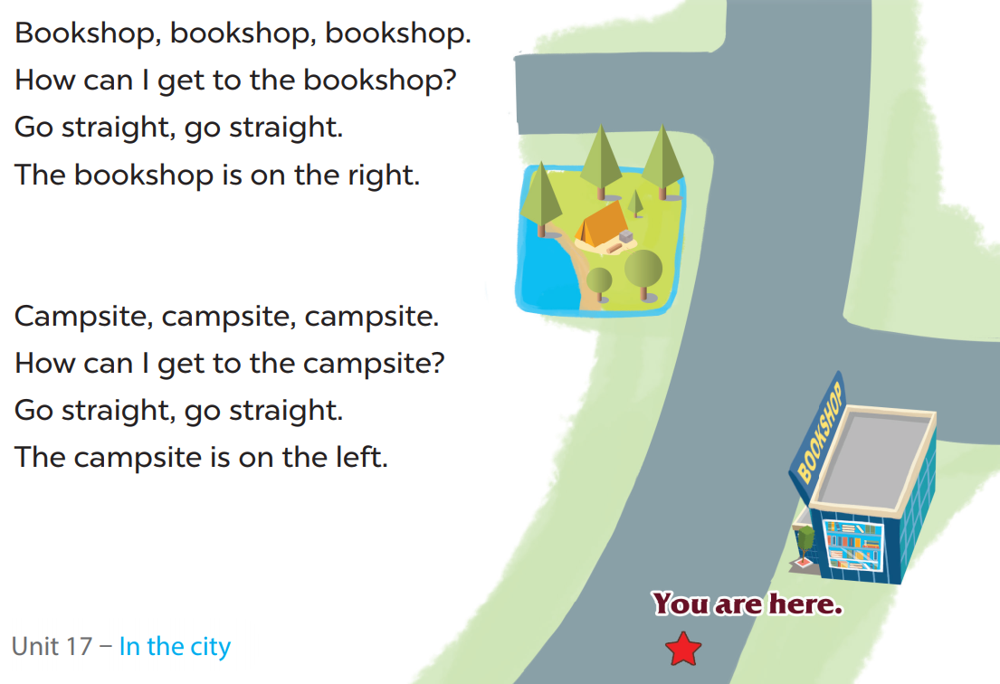 Bookshop, bookshop, bookshop.
How can I get to the bookshop?
Go straight, go straight.
The bookshop is on the right.
Campsite, campsite, campsite.
How can I get to the campsite?
Go straight, go straight.
The campsite is on the left.
BOOKSHOP
You are here.
Unit 17 – In the city